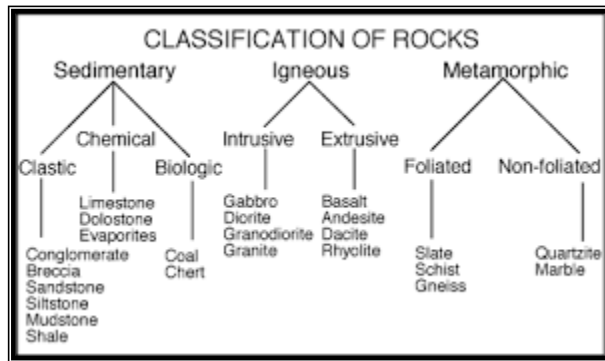 CLASSIFICATION OF ROCKS
Sedimentary Igneous Metamorphic
Chemical Intrusive Extrusive
Clastic Biologic Foliated Non-foliated
Limestone
Dolostone
Evaporites
Gabbro
Diorite
Granodiorite
Granite
Basalt
Andesite
Dacite
Rhyolite
Conglomerate
Breccia
Sandstone
Siltstone
Mudstone
Shale
Coal
Chert
Slate
Schist
Gneiss
Quartzite
Marble